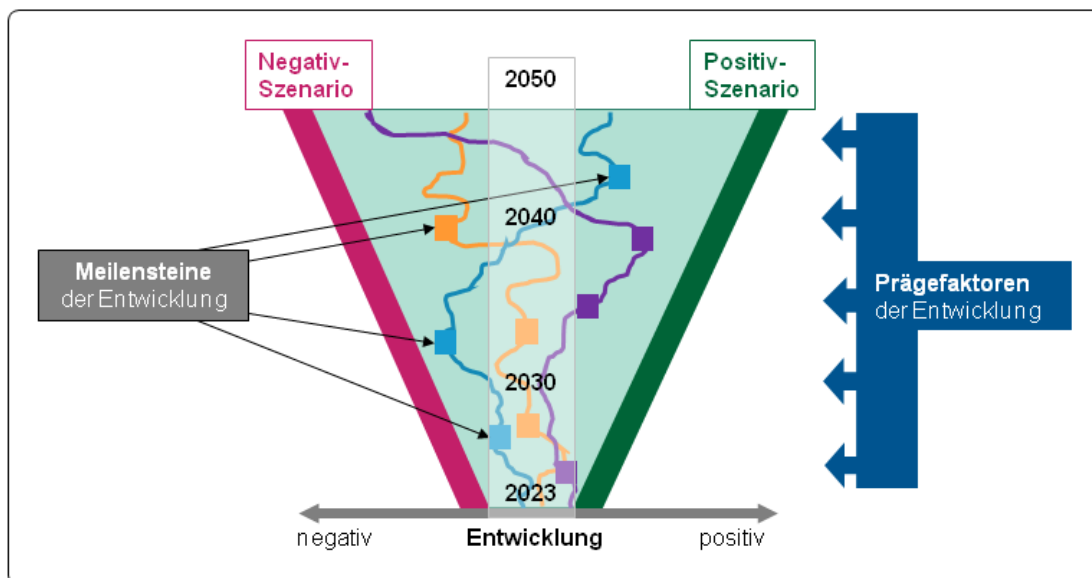 Negativ-
Szenario
2050
Positiv-
Szenario
2040
Meilensteine
der Entwicklung
Prägefaktoren
der Entwicklung
2030
2023
negativ
Entwicklung
positiv